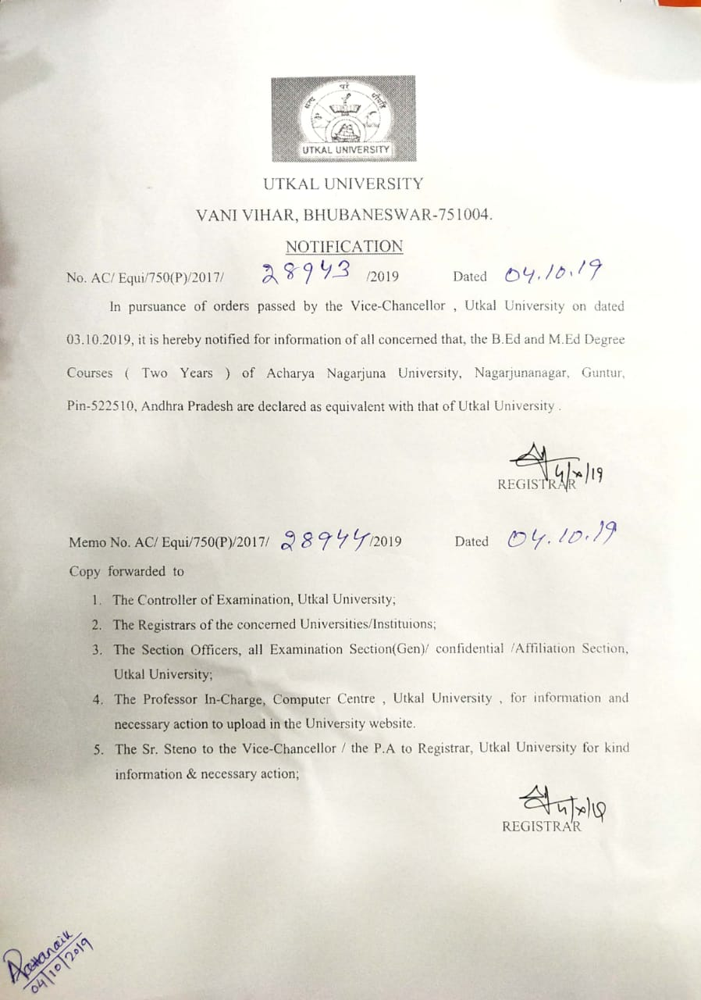 UTKAL UNIVERSITY
UTKAL UNIVERSITY
VANI VIHAR, BHUBANESWAR-751004.
NOTIFICATION
No. AC/ Equi/750(P)/2017/ 28943 /2019 Dated 04.10.19
In pursuance of orders passed by the Vice-Chancellor , Utkal University on dated
03.10.2019, it is hereby notified for information of all concerned that, the B.Ed and M.Ed Degree
Courses ( Two Years ) of Acharya Nagarjuna University, Nagarjunanagar, Guntur,
Pin-522510, Andhra Pradesh are declared as equivalent with that of Utkal University .
4/x/19
REGISTRAR
Memo No. AC/ Equi/750(P)/2017/ 28944/2019 Dated 04.10.19
Copy forwarded to
1. The Controller of Examination, Utkal University;
2. The Registrars of the concerned Universities/Instituions;
3. The Section Officers, all Examination Section(Gen)/ confidential /Affiliation Section,
Utkal University;
4. The Professor In-Charge, Computer Centre , Utkal University , for information and
necessary action to upload in the University website.
5. The Sr. Steno to the Vice-Chancellor / the P.A to Registrar, Utkal University for kind
information & necessary action;
4/x/19
REGISTRAR
04/10/2019